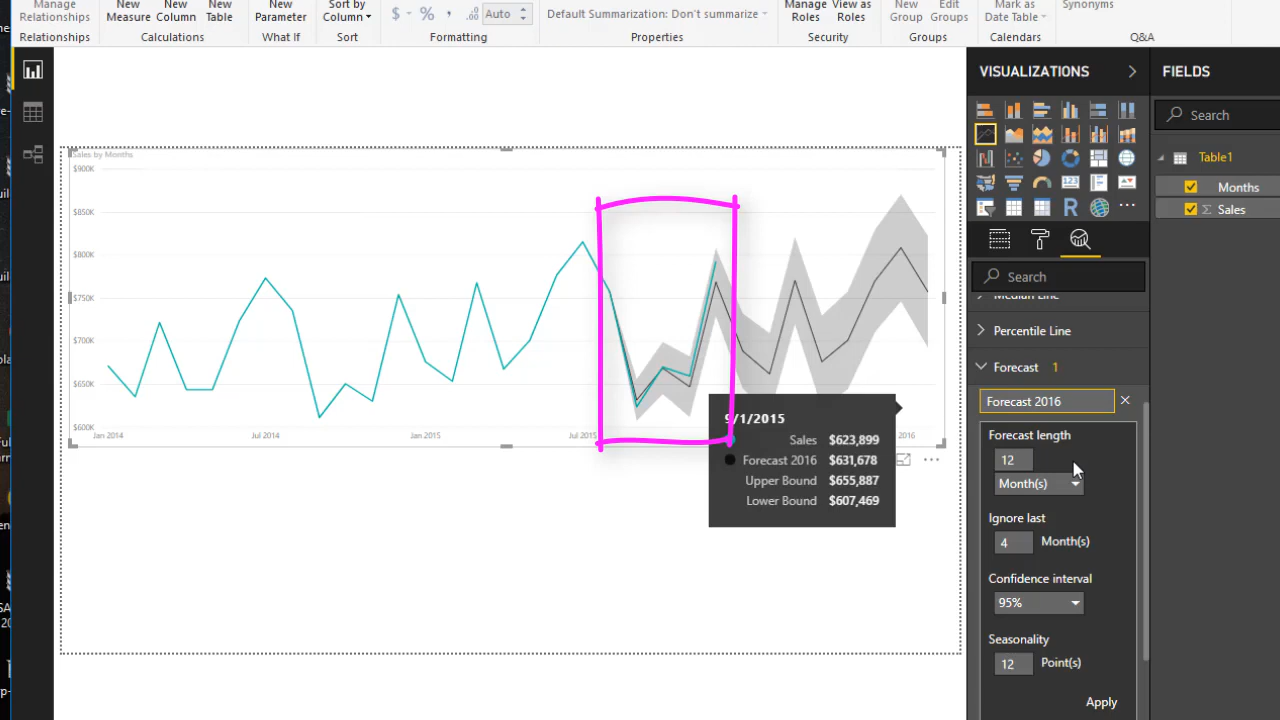 Manage
Relationships
New
Measure
New
Column
New
Table
New
Parameter
Sort by
Column
$
%
Auto
Default Summarization: Don't summarize
Manage
Roles
View as
Roles
New
Group
Edit
Groups
Mark as
Date Table
Synonyms
Relationships
Calculations
What If
Sort
Formatting
Properties
Security
Groups
Calendars
Q&A
VISUALIZATIONS
FIELDS
Search
Table1
Months
Σ Sales
123
R
Search
Median Line
Percentile Line
Forecast 1
Forecast 2016
Forecast length
12
Month(s)
Ignore last
4 Month(s)
Confidence interval
95%
Seasonality
12 Point(s)
Apply
Sales by Months
$900K
$850K
$800K
$750K
$700K
$650K
$600K
Jan 2014
Jul 2014
Jan 2015
Jul 2015
2016
9/1/2015
Sales $623,899
Forecast 2016 $631,678
Upper Bound $655,887
Lower Bound $607,469